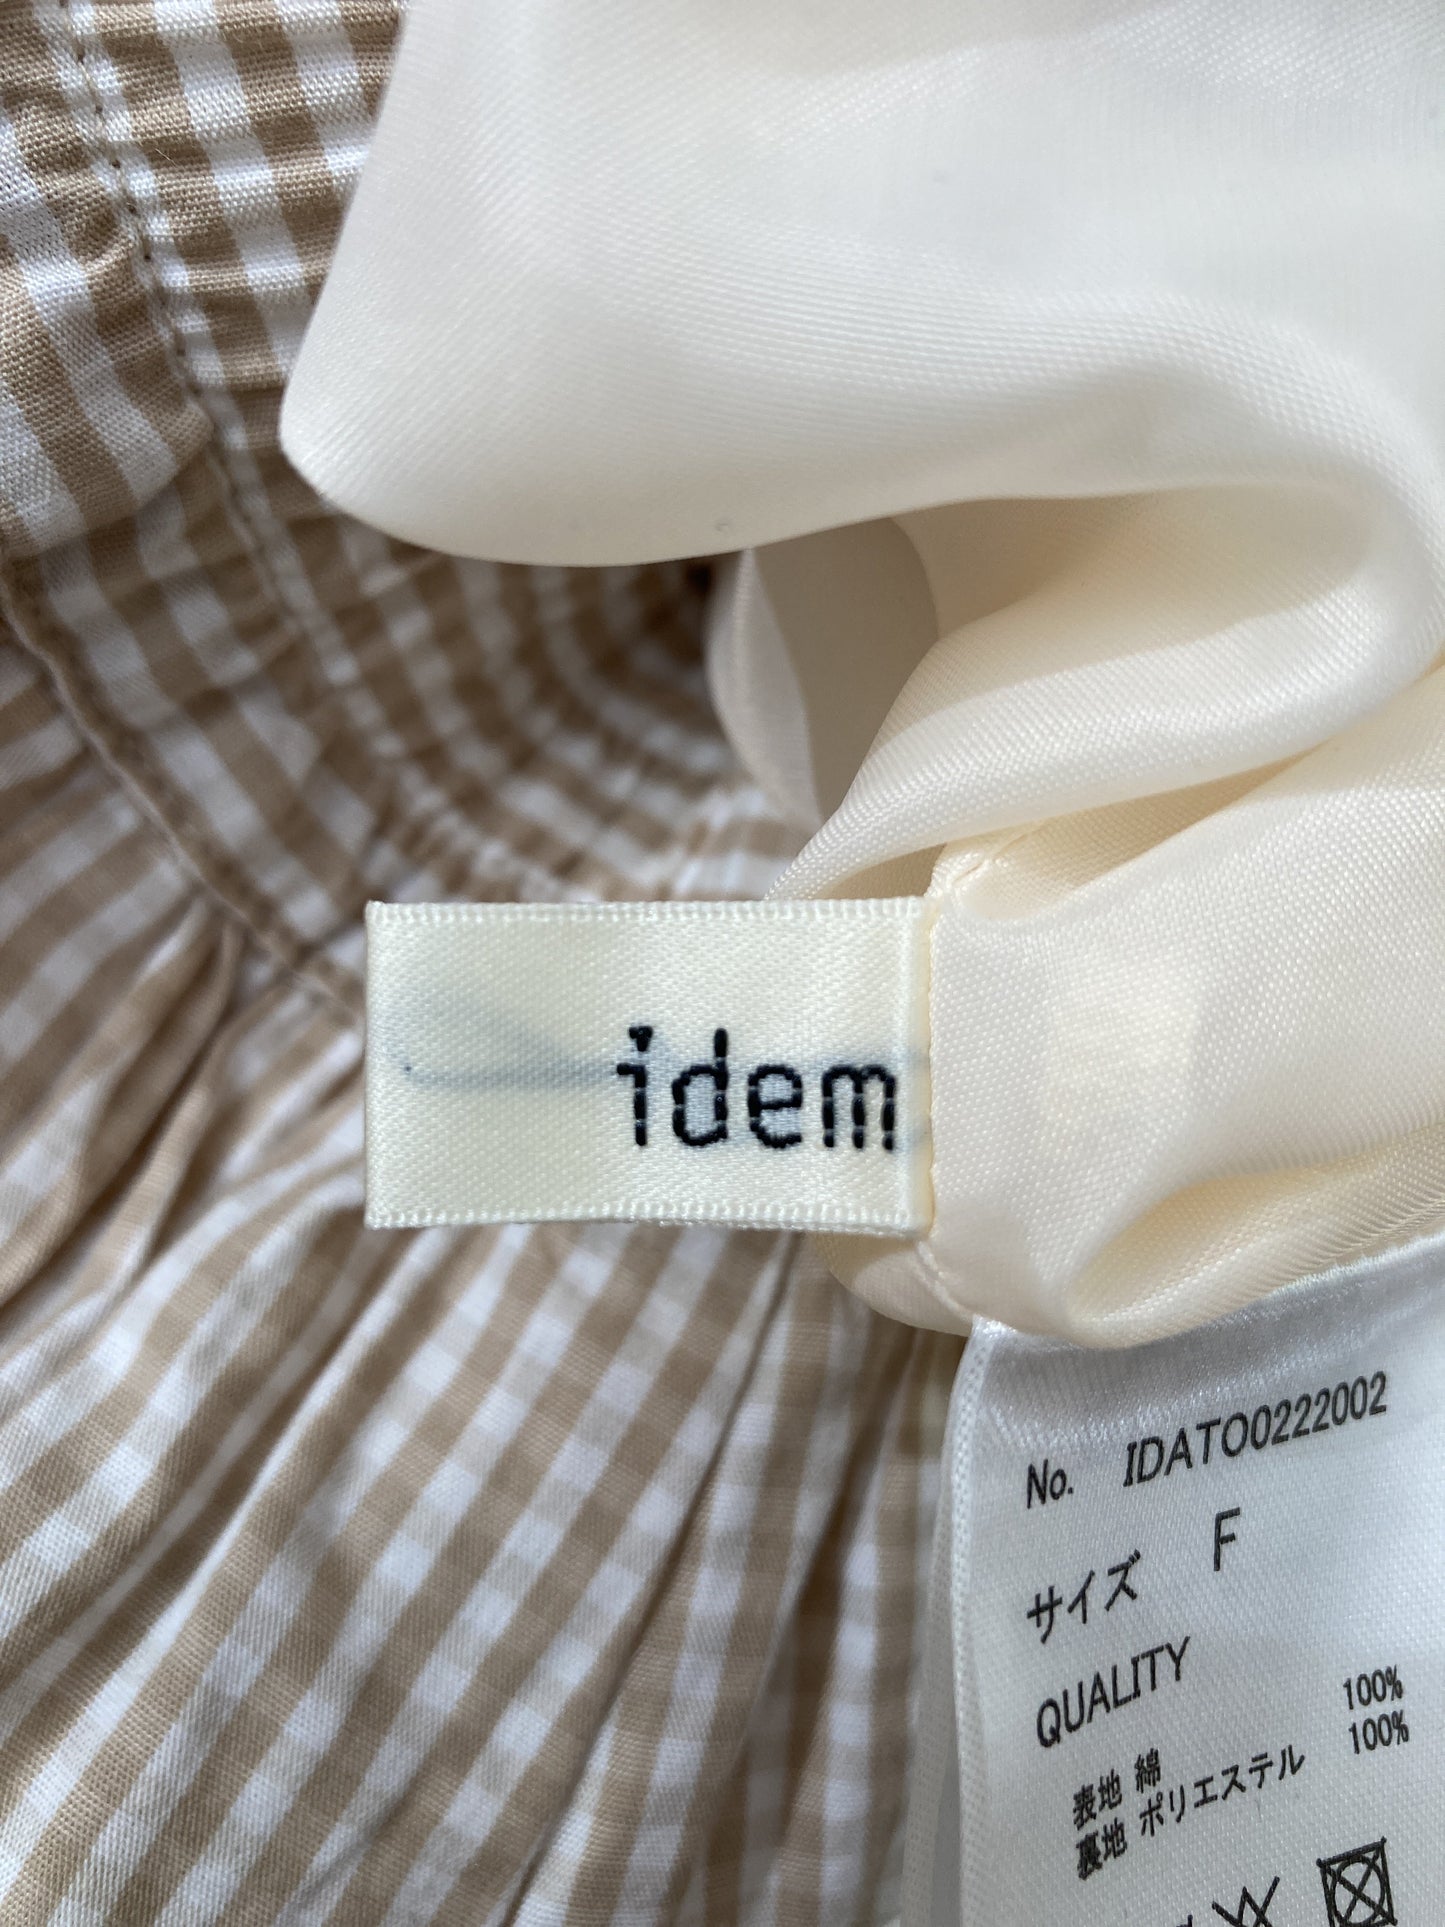 idem
No. IDATO0222002
サイズ F
QUALITY
表地 綿 100%
裏地 ポリエステル 100%